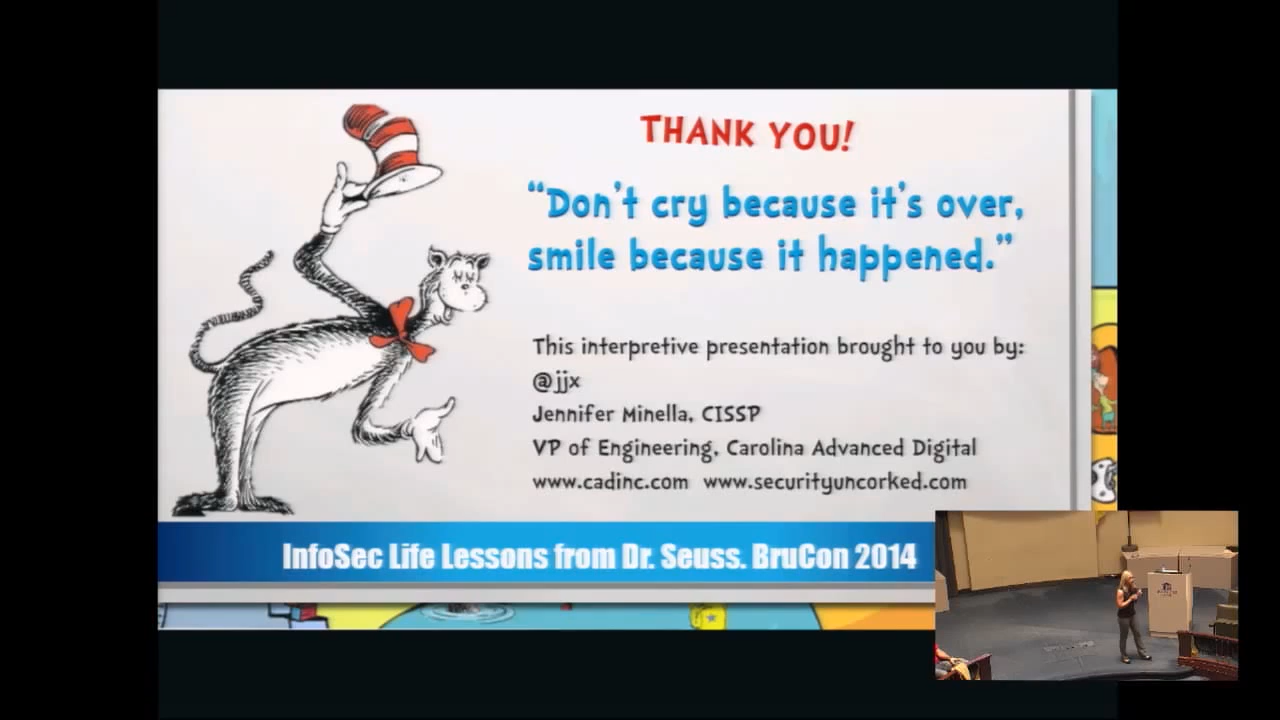 THANK YOU!
“Don’t cry because it’s over,
smile because it happened.”
This interpretive presentation brought to you by:
@jjx
Jennifer Minella, CISSP
VP of Engineering, Carolina Advanced Digital
www.cadinc.com www.securityuncorked.com
InfoSec Life Lessons from Dr. Seuss. BruCon 2014